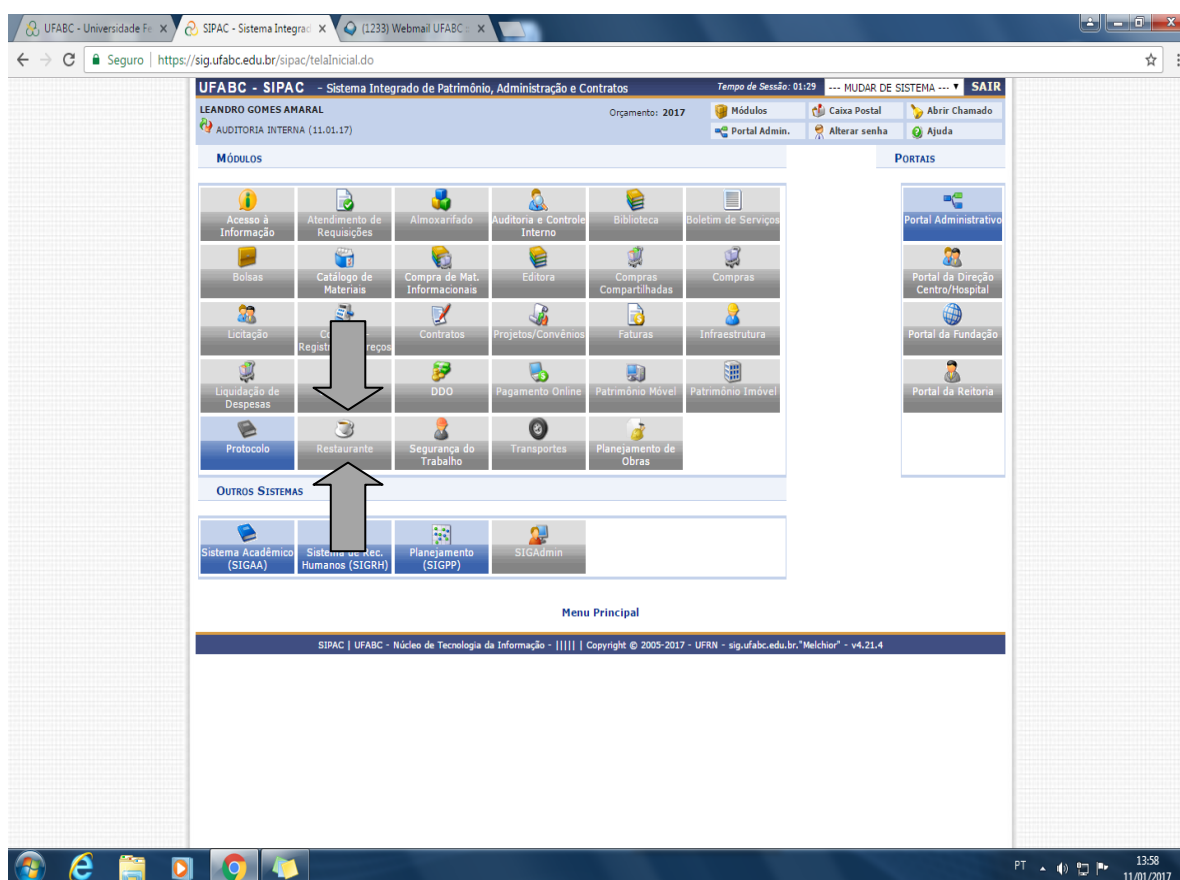 UFABC - Universidade Fe
SIPAC - Sistema Integrad
(1233) Webmail UFABC ::
Seguro | https://sig.ufabc.edu.br/sipac/telaInicial.do
UFABC - SIPAC - Sistema Integrado de Patrimônio, Administração e Contratos
Tempo de Sessão: 01:29
--- MUDAR DE SISTEMA ---
SAIR
LEANDRO GOMES AMARAL
Orçamento: 2017
Módulos
Caixa Postal
Abrir Chamado
AUDITORIA INTERNA (11.01.17)
Portal Admin.
Alterar senha
Ajuda
MÓDULOS
PORTAIS
Acesso à
Informação
Atendimento de
Requisições
Almoxarifado
Auditoria e Controle
Interno
Biblioteca
Boletim de Serviços
Portal Administrativo
Bolsas
Catálogo de
Materiais
Compra de Mat.
Informacionais
Editora
Compras
Compartilhadas
Compras
Portal da Direção
Centro/Hospital
Licitação
Contratos
Projetos/Convênios
Faturas
Infraestrutura
Portal da Fundação
Liquidação de
Despesas
DDO
Pagamento Online
Patrimônio Móvel
Patrimônio Imóvel
Portal da Reitoria
Protocolo
Restaurante
Segurança do
Trabalho
Transportes
Planejamento de
Obras
OUTROS SISTEMAS
Sistema Acadêmico
(SIGAA)
Sistema de Rec.
Humanos (SIGRH)
Planejamento
(SIGPP)
SIGAdmin
Menu Principal
SIPAC | UFABC - Núcleo de Tecnologia da Informação - ||||| | Copyright © 2005-2017 - UFRN - sig.ufabc.edu.br."Melchior" - v4.21.4
PT
13:58
11/01/2017